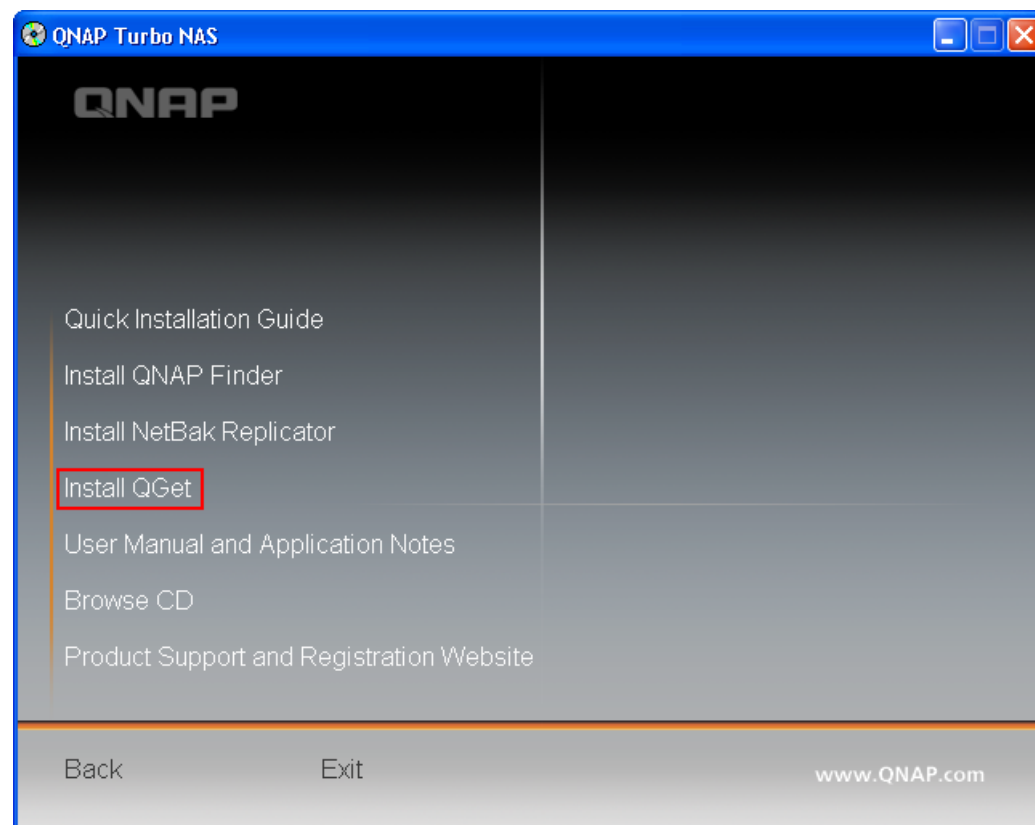 QNAP Turbo NAS
QNAP
Quick Installation Guide
Install QNAP Finder
Install NetBak Replicator
Install QGet
User Manual and Application Notes
Browse CD
Product Support and Registration Website
Back Exit www.QNAP.com